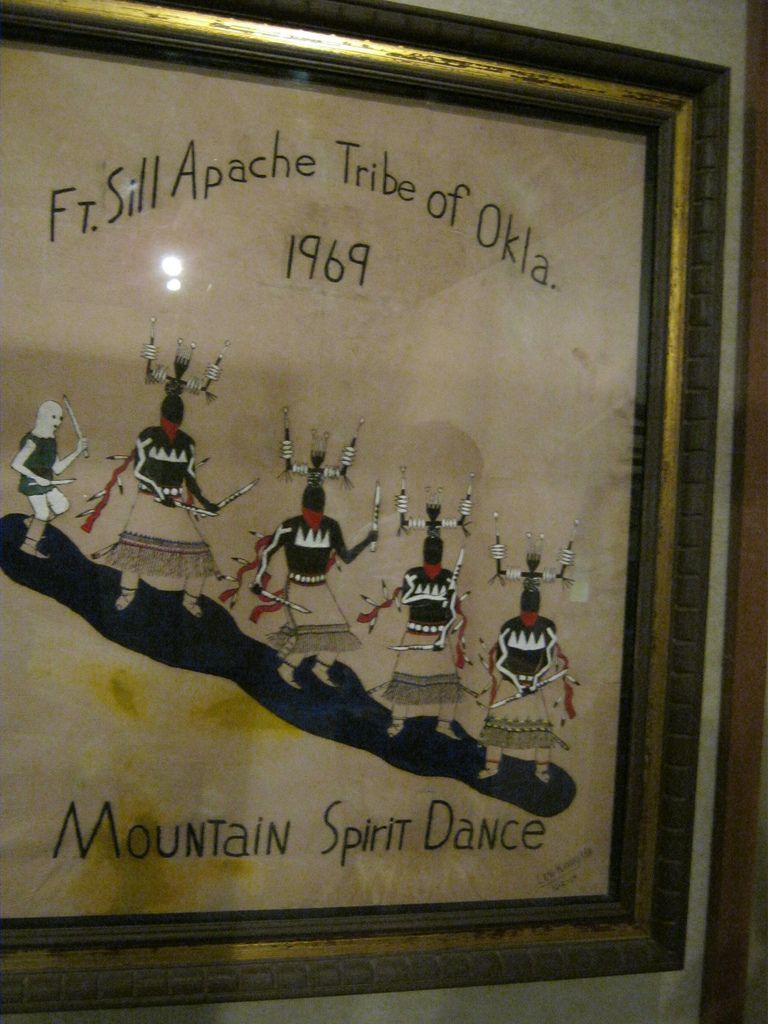 Ft. Sill Apache Tribe of Okla.
1969
Mountain Spirit Dance